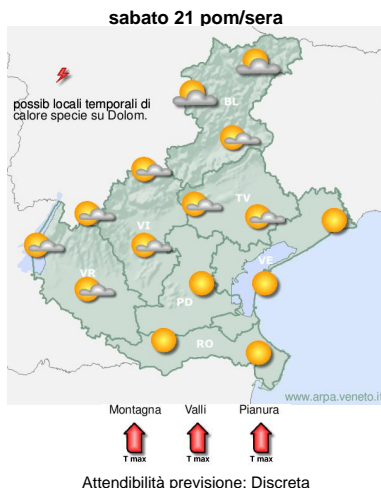 sabato 21 pom/sera
possib locali temporali di
calore specie su Dolom.
BL
TV
VI
VE
VR
PD
RO
www.arpa.veneto.it
Montagna Valli Pianura
T max T max T max
Attendibilità previsione: Discreta